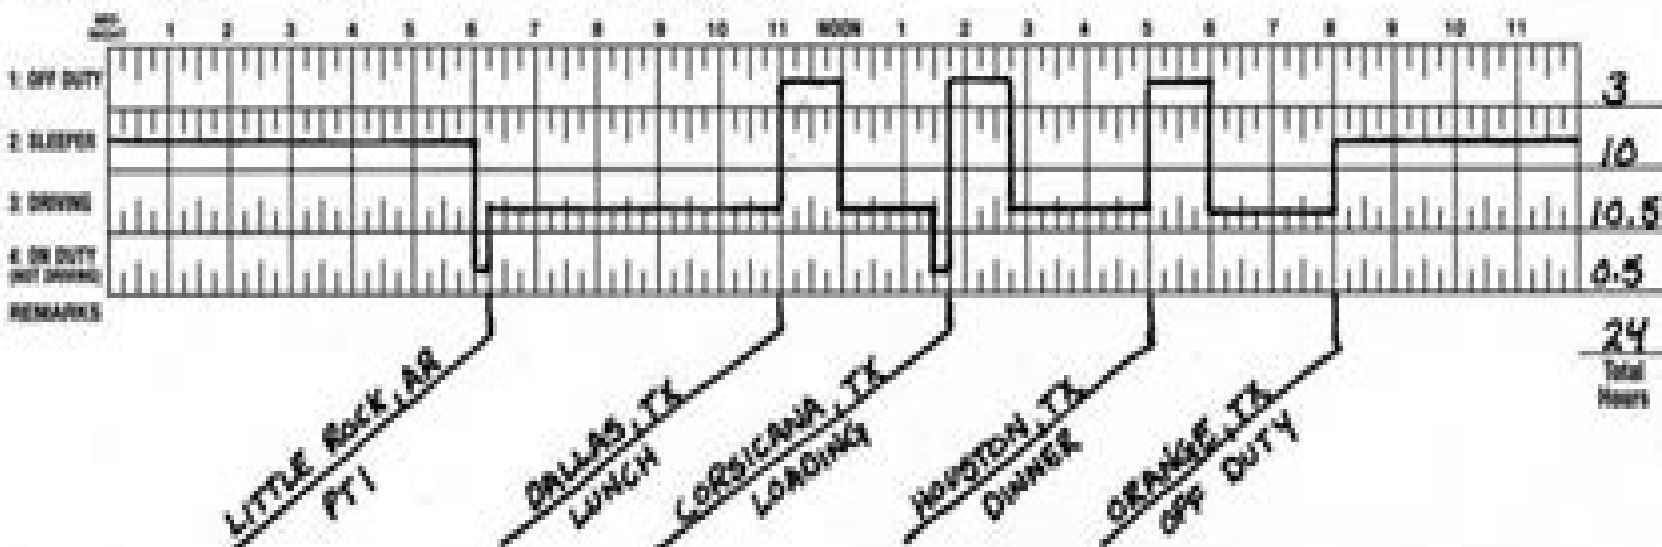 MID-NIGHT 1 2 3 4 5 6 7 8 9 10 11 NOON 1 2 3 4 5 6 7 8 9 10 11
1. OFF DUTY 3
2. SLEEPER 10
3. DRIVING 10.5
4. ON DUTY
(NOT DRIVING) 0.5
REMARKS
24
Total
Hours
LITTLE ROCK, AR
PTI
DALLAS, TX
LUNCH
CORSICANA, TX
LOADING
HOUSTON, TX
DINNER
ORANGE, TX
OFF DUTY